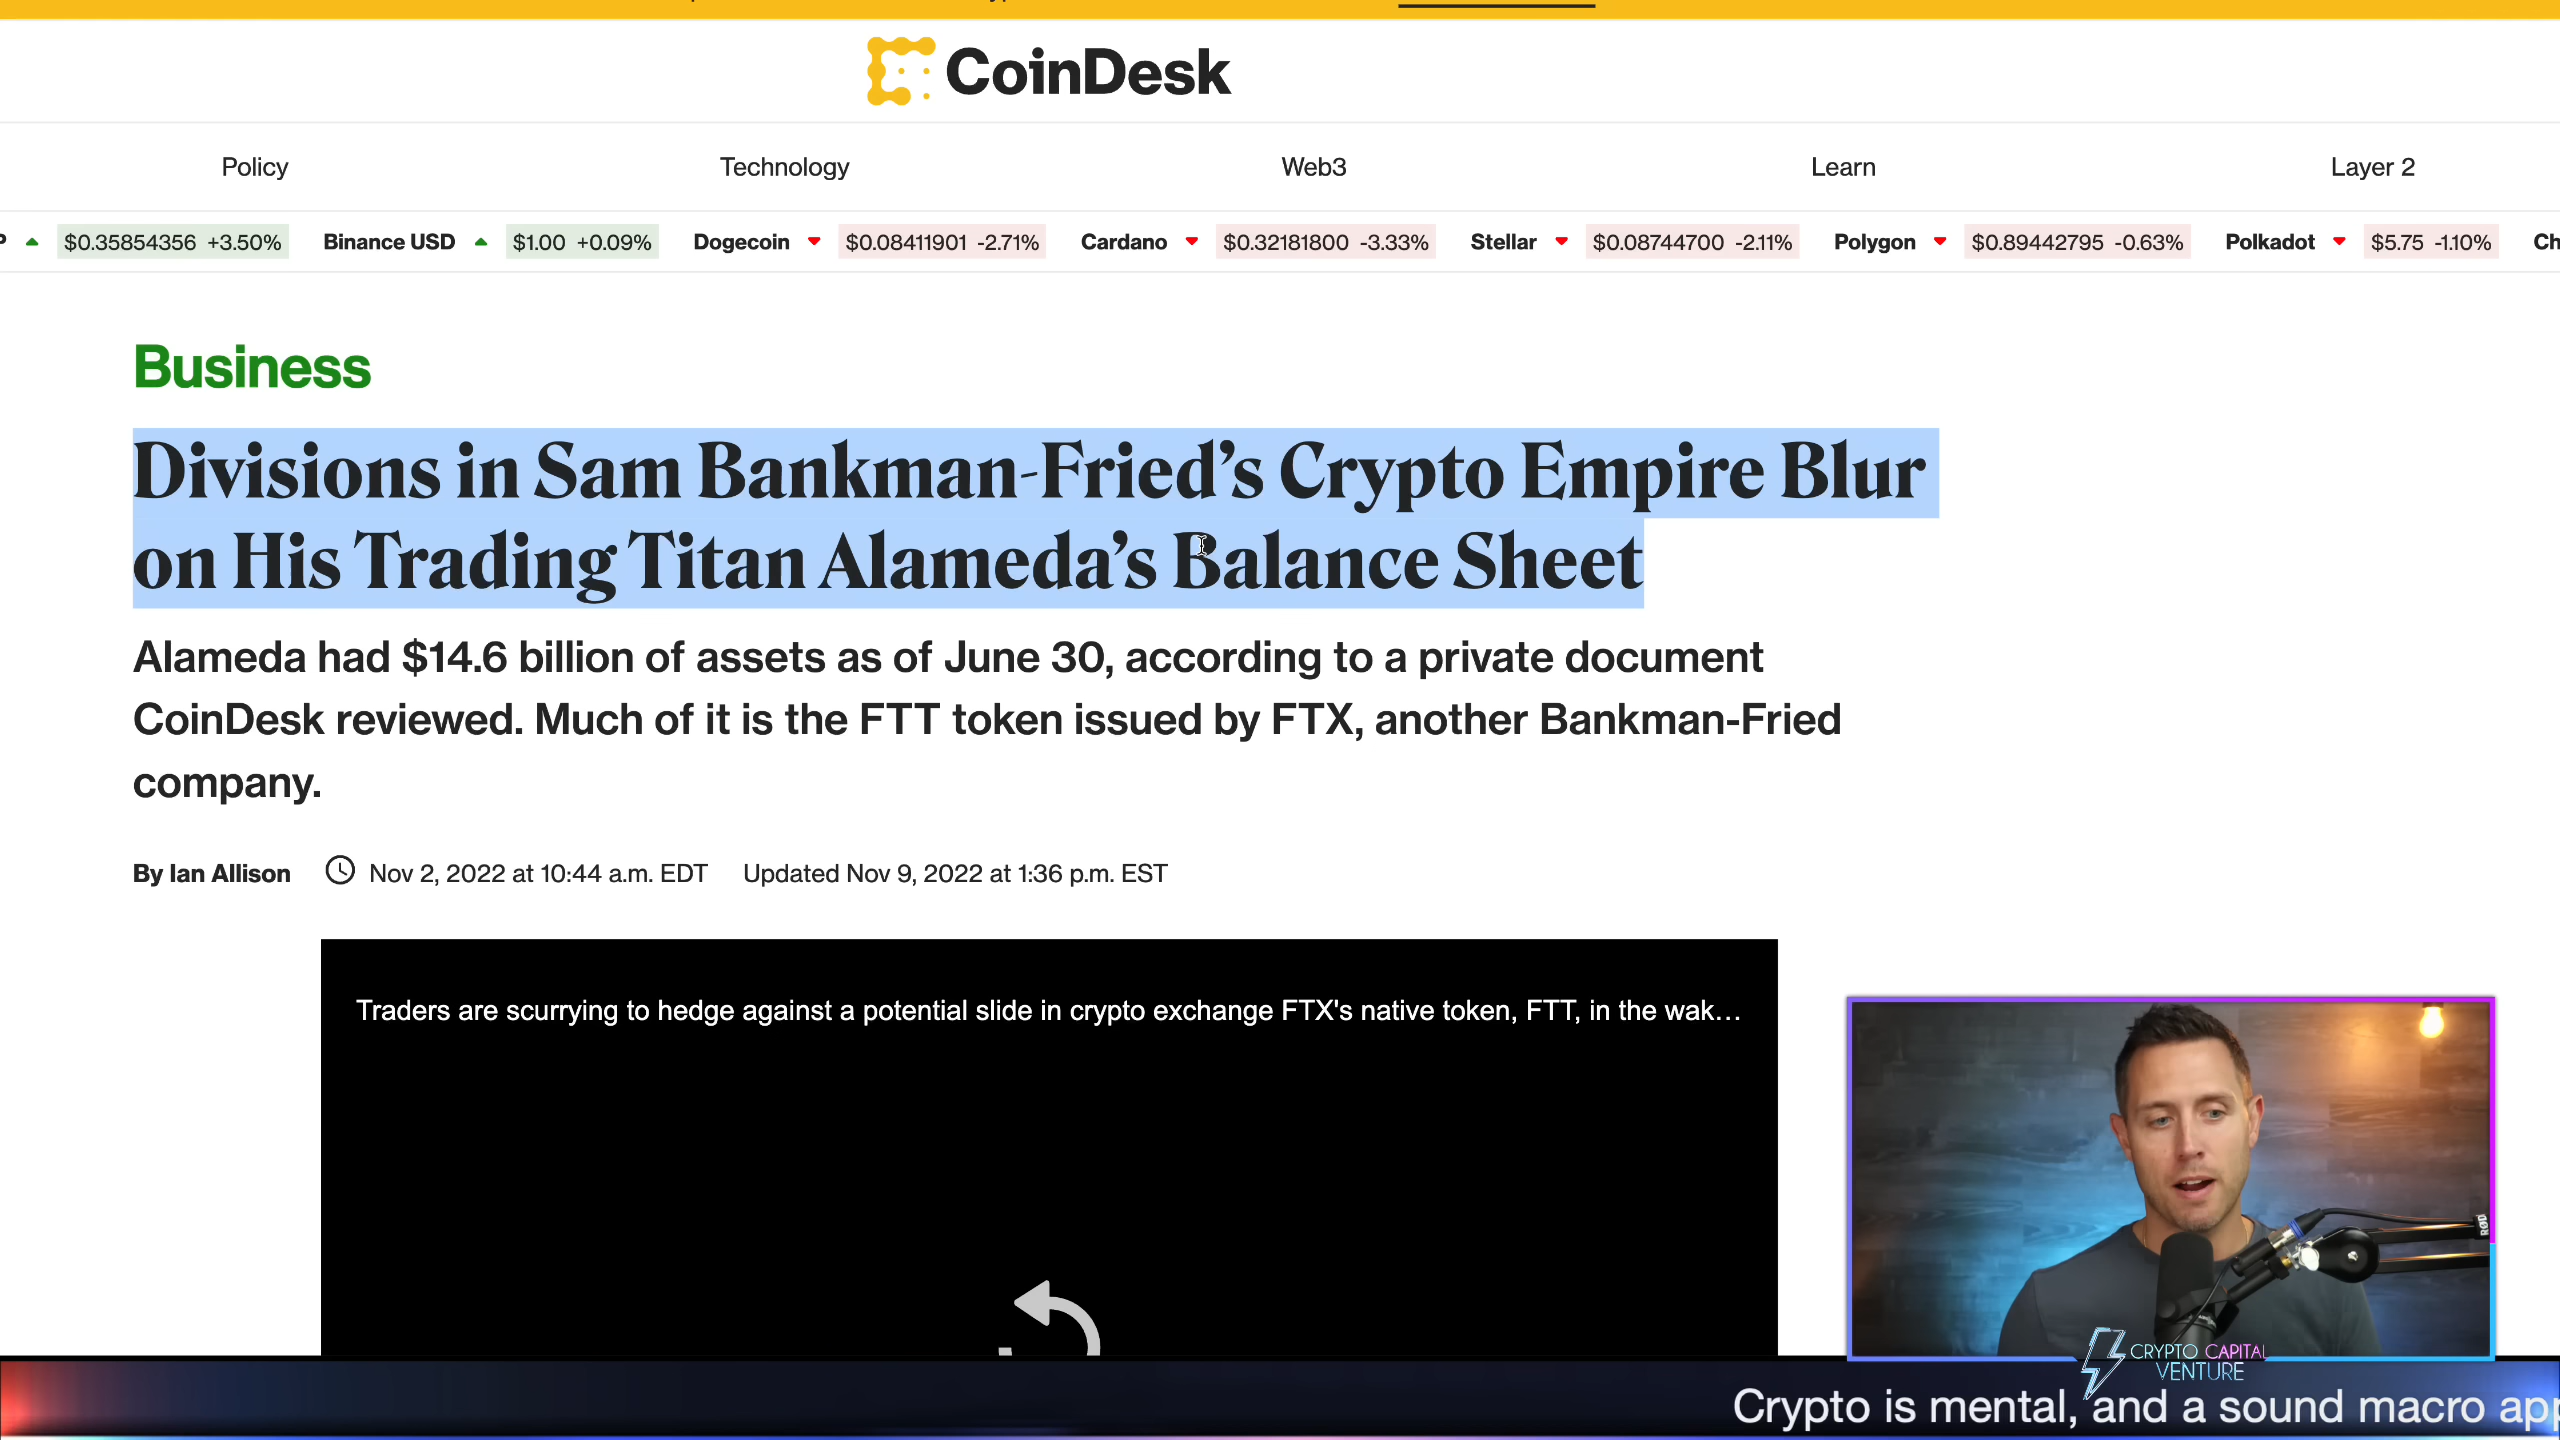 CoinDesk
Policy Technology Web3 Learn Layer 2
$0.35854356 +3.50% Binance USD $1.00 +0.09% Dogecoin $0.08411901 -2.71% Cardano $0.32181800 -3.33% Stellar $0.08744700 -2.11% Polygon $0.89442795 -0.63% Polkadot $5.75 -1.10%
Business
Divisions in Sam Bankman-Fried’s Crypto Empire Blur
on His Trading Titan Alameda’s Balance Sheet
Alameda had $14.6 billion of assets as of June 30, according to a private document
CoinDesk reviewed. Much of it is the FTT token issued by FTX, another Bankman-Fried
company.
By Ian Allison Nov 2, 2022 at 10:44 a.m. EDT Updated Nov 9, 2022 at 1:36 p.m. EST
Traders are scurrying to hedge against a potential slide in crypto exchange FTX's native token, FTT, in the wak...
RØDE
CRYPTO CAPITAL
VENTURE
Crypto is mental, and a sound macro